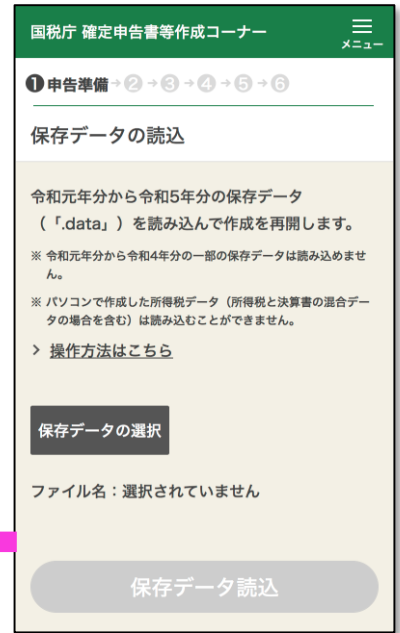 国税庁 確定申告書等作成コーナー
メニュー
❶申告準備→❷→❸→❹→❺→❻
保存データの読込
令和元年分から令和5年分の保存データ
（「.data」）を読み込んで作成を再開します。
※ 令和元年分から令和4年分の一部の保存データは読み込めませ
ん。
※ パソコンで作成した所得税データ（所得税と決算書の混合デー
タの場合を含む）は読み込むことができません。
> 操作方法はこちら
保存データの選択
ファイル名：選択されていません
保存データ読込